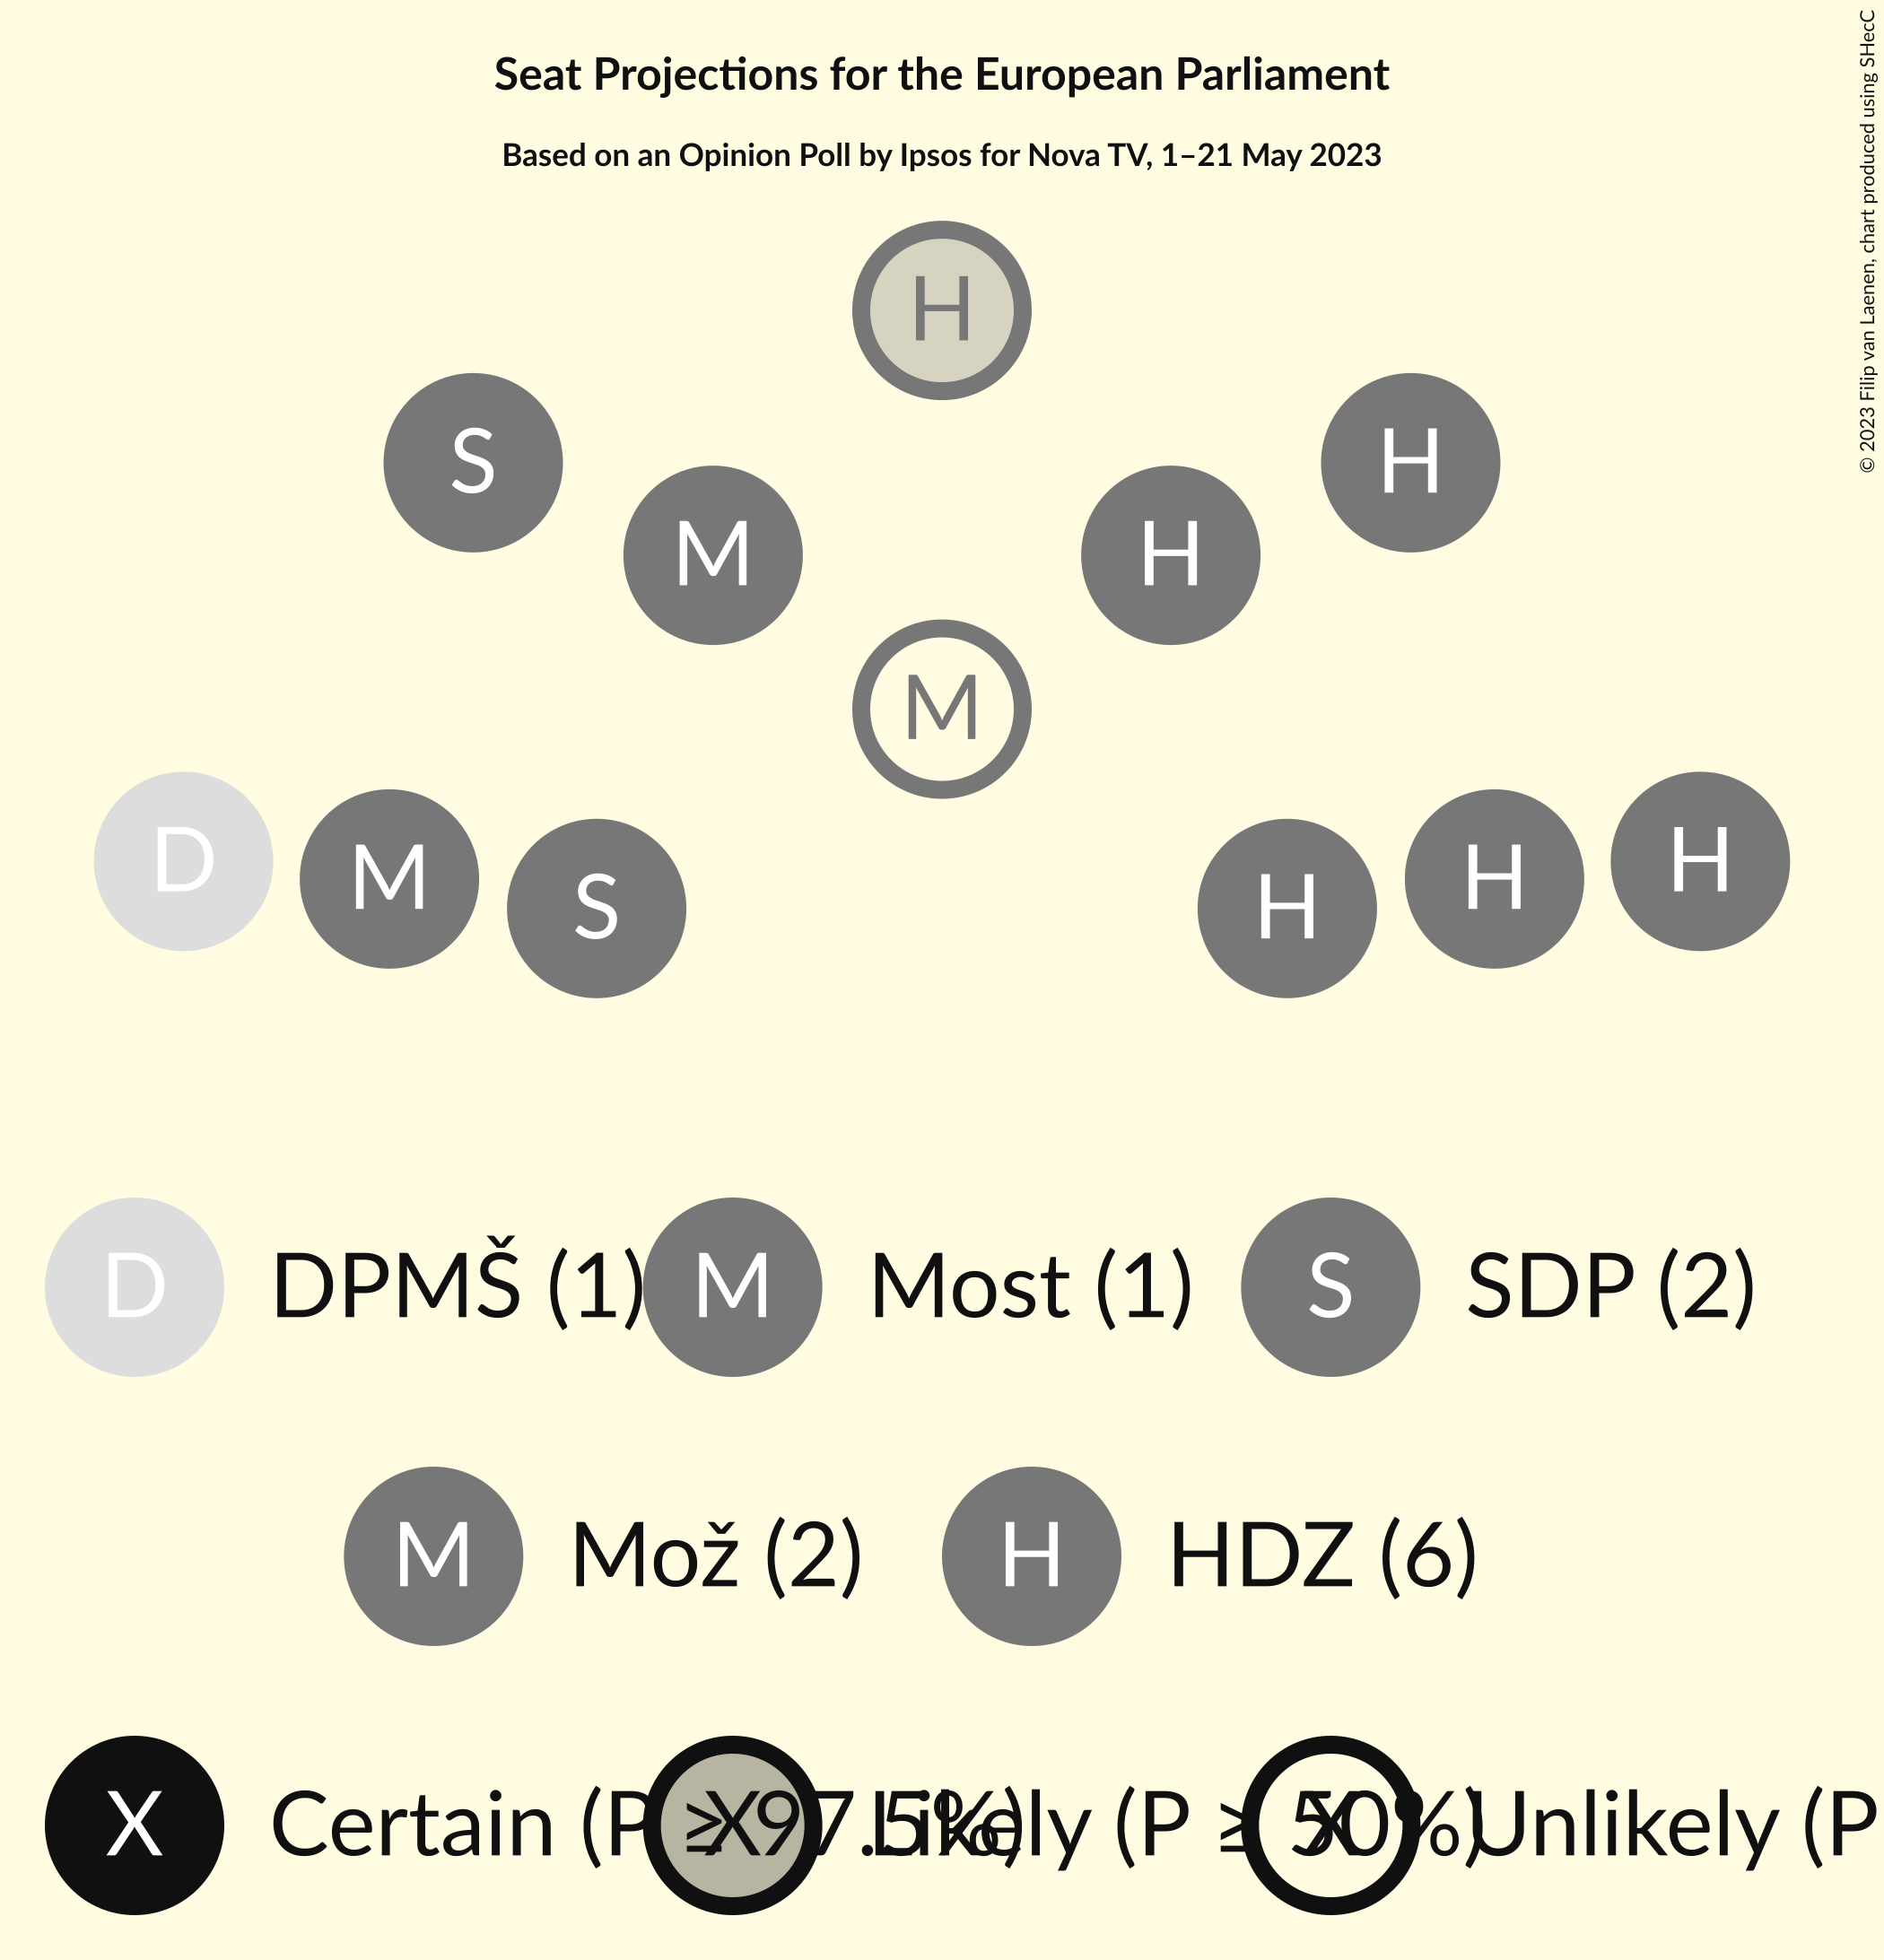 Seat Projections for the European Parliament
Based on an Opinion Poll by Ipsos for Nova TV, 1–21 May 2023
© 2023 Filip van Laenen, chart produced using SHecC
H
S H
M H
M
D M S H H H
D DPMŠ (1) M Most (1) S SDP (2)
M Mož (2) H HDZ (6)
X Certain (P ≥ 97.5%) X Likely (P ≥ 50%) X Unlikely (P